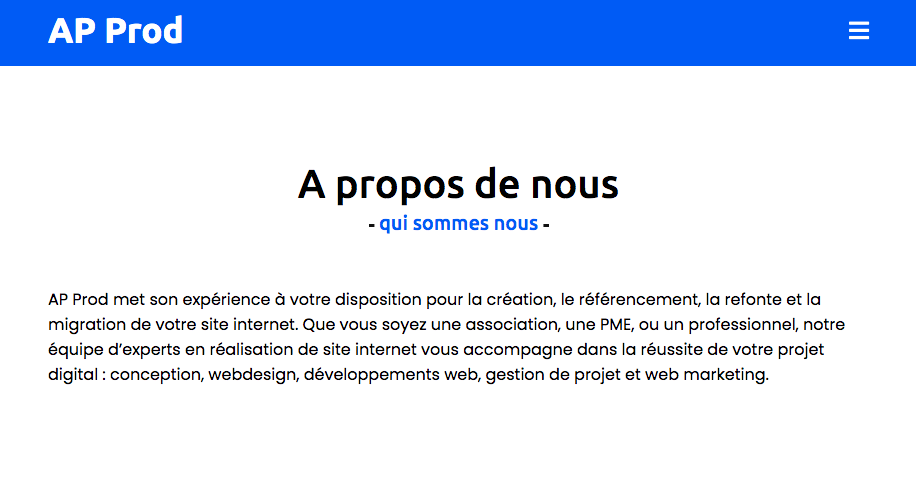 AP Prod
A propos de nous
- qui sommes nous -
AP Prod met son expérience à votre disposition pour la création, le référencement, la refonte et la
migration de votre site internet. Que vous soyez une association, une PME, ou un professionnel, notre
équipe d’experts en réalisation de site internet vous accompagne dans la réussite de votre projet
digital : conception, webdesign, développements web, gestion de projet et web marketing.